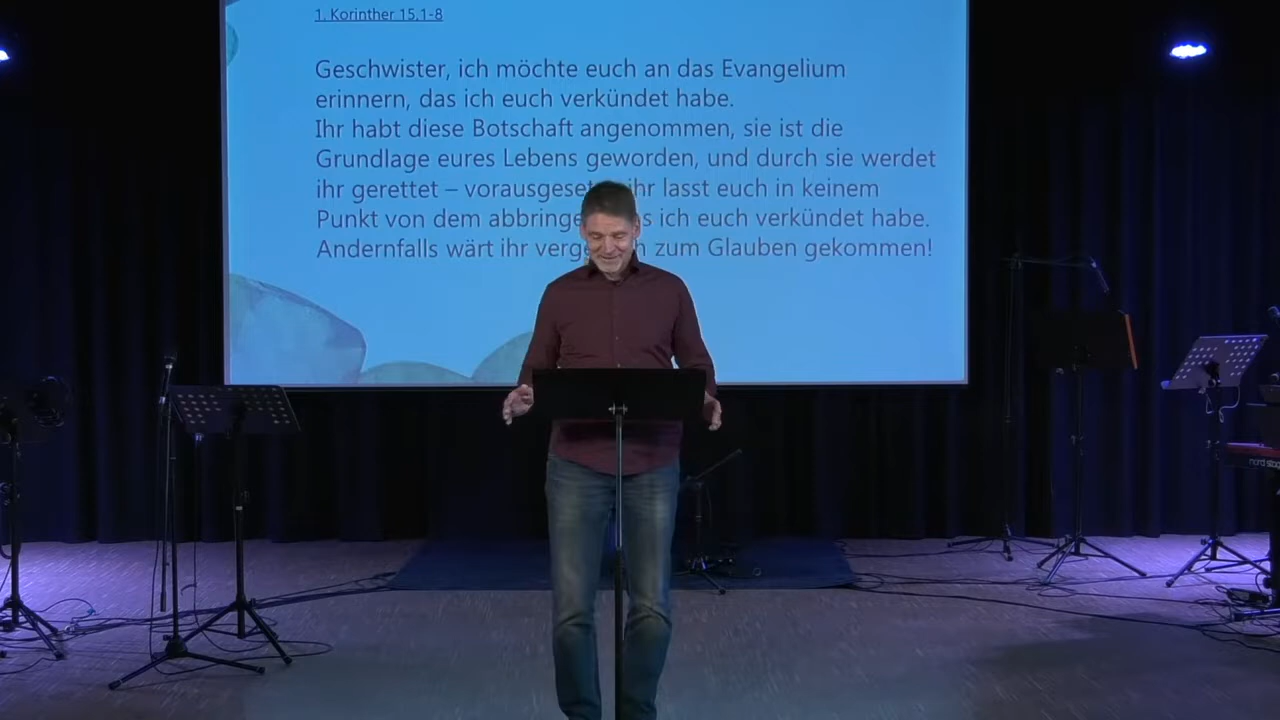 1. Korinther 15,1-8
Geschwister, ich möchte euch an das Evangelium
erinnern, das ich euch verkündet habe.
Ihr habt diese Botschaft angenommen, sie ist die
Grundlage eures Lebens geworden, und durch sie werdet
ihr gerettet – ihr lasst euch in keinem
Punkt von dem ich euch verkündet habe.
Andernfalls wärt ihr zum Glauben gekommen!
nord